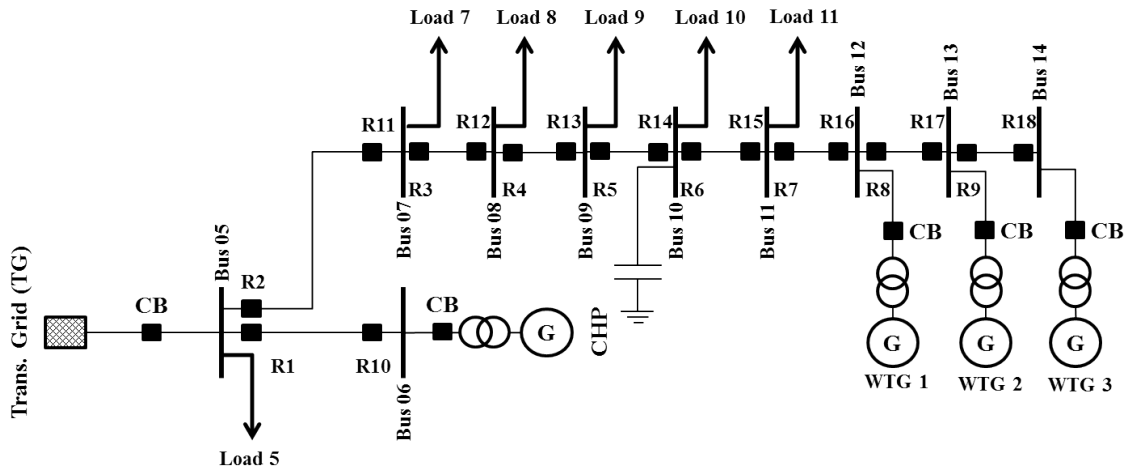 Load 7
Load 8
Load 9
Load 10
Load 11
Bus 12
Bus 13
Bus 14
R11
R12
R13
R14
R15
R16
R17
R18
R3
R4
R5
R6
R7
R8
R9
Bus 07
Bus 08
Bus 09
Bus 10
Bus 11
CB
CB
CB
Bus 05
R2
Trans. Grid (TG)
CB
CB
G
CHP
G
G
G
R1
R10
Bus 06
WTG 1
WTG 2
WTG 3
Load 5